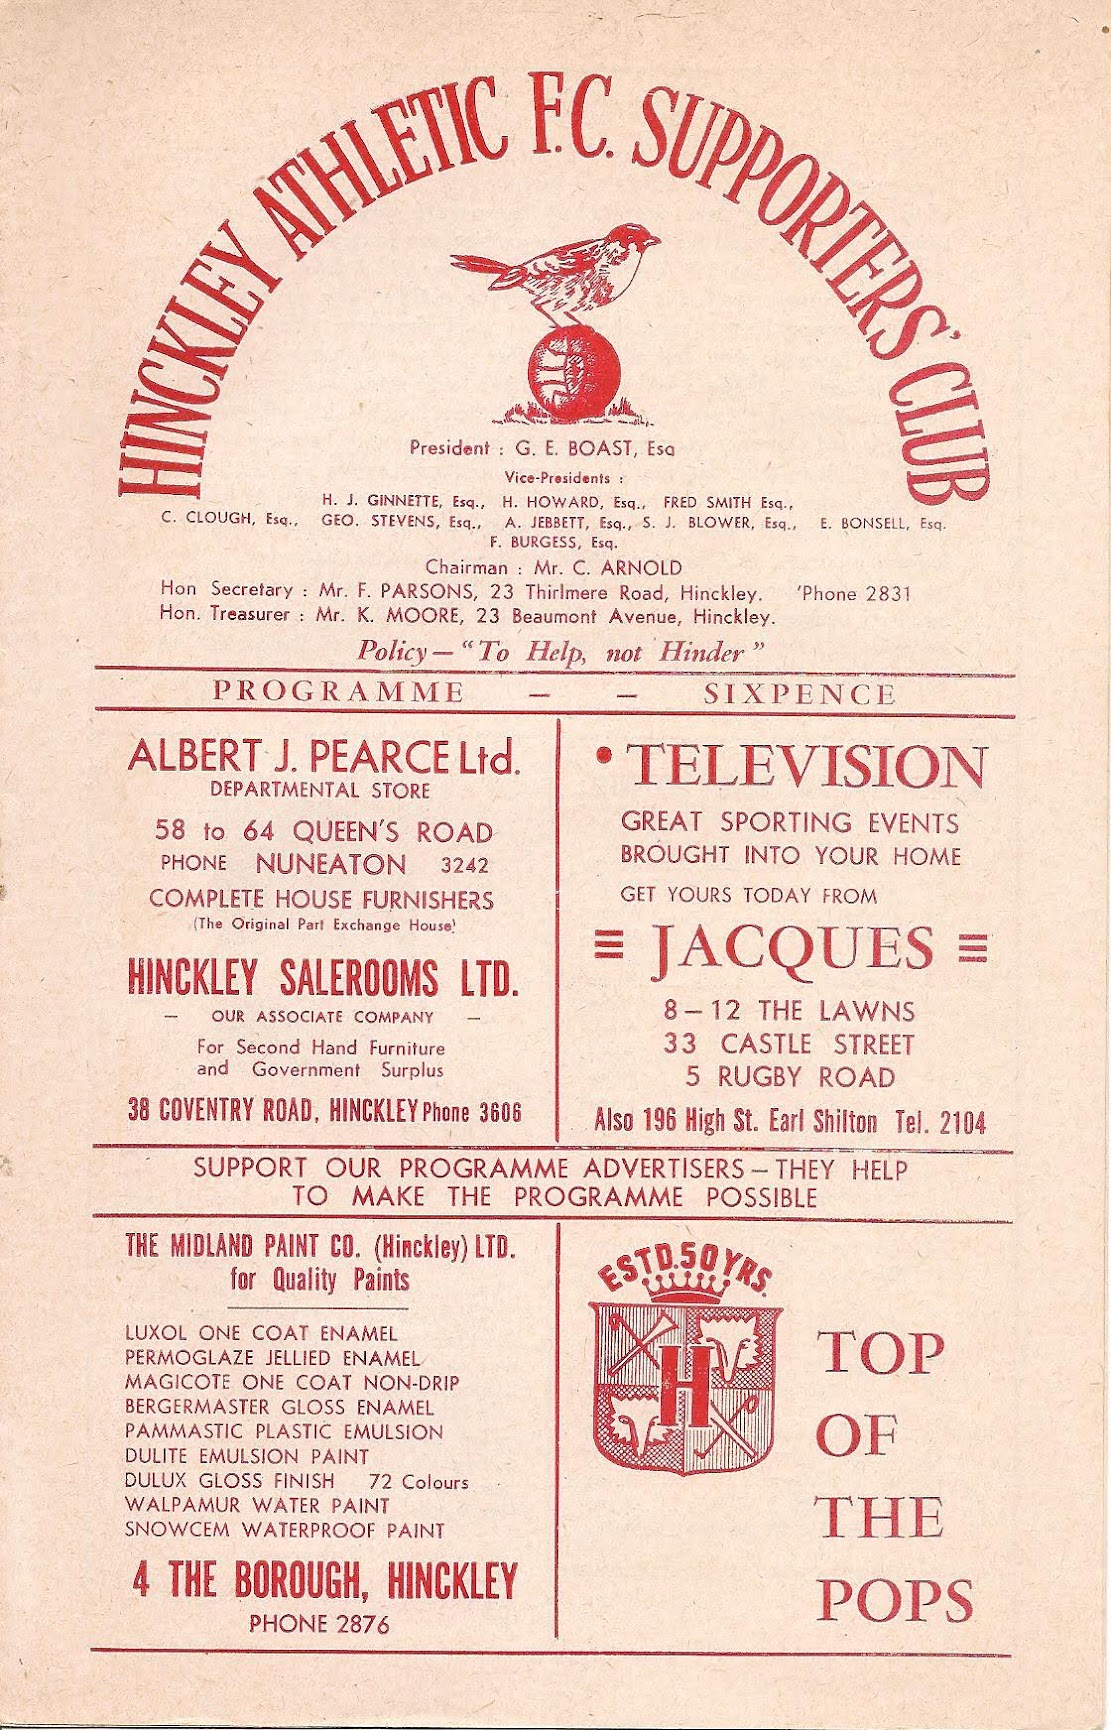 HINCKLEY ATHLETIC F.C. SUPPORTERS' CLUB
President : G. E. BOAST, Esq
Vice-Presidents :
H. J. GINNETTE, Esq., H. HOWARD, Esq., FRED SMITH Esq.,
C. CLOUGH, Esq., GEO. STEVENS, Esq., A. JEBBETT, Esq., S. J. BLOWER, Esq., E. BONSELL, Esq.
F. BURGESS, Esq.
Chairman : Mr. C. ARNOLD
Hon Secretary : Mr. F. PARSONS, 23 Thirlmere Road, Hinckley. 'Phone 2831
Hon. Treasurer : Mr. K. MOORE, 23 Beaumont Avenue, Hinckley.
Policy — "To Help, not Hinder"
PROGRAMME - - SIXPENCE
ALBERT J. PEARCE Ltd.
DEPARTMENTAL STORE
58 to 64 QUEEN'S ROAD
PHONE NUNEATON 3242
COMPLETE HOUSE FURNISHERS
(The Original Part Exchange House)
HINCKLEY SALEROOMS LTD.
— OUR ASSOCIATE COMPANY —
For Second Hand Furniture
and Government Surplus
38 COVENTRY ROAD, HINCKLEY Phone 3606
• TELEVISION
GREAT SPORTING EVENTS
BROUGHT INTO YOUR HOME
GET YOURS TODAY FROM
≡ JACQUES ≡
8-12 THE LAWNS
33 CASTLE STREET
5 RUGBY ROAD
Also 196 High St. Earl Shilton Tel. 2104
SUPPORT OUR PROGRAMME ADVERTISERS — THEY HELP
TO MAKE THE PROGRAMME POSSIBLE
THE MIDLAND PAINT CO. (Hinckley) LTD.
for Quality Paints
LUXOL ONE COAT ENAMEL
PERMOGLAZE JELLIED ENAMEL
MAGICOTE ONE COAT NON-DRIP
BERGERMASTER GLOSS ENAMEL
PAMMASTIC PLASTIC EMULSION
DULITE EMULSION PAINT
DULUX GLOSS FINISH 72 Colours
WALPAMUR WATER PAINT
SNOWCEM WATERPROOF PAINT
4 THE BOROUGH, HINCKLEY
PHONE 2876
ESTD. 50 YRS.
H
TOP
OF
THE
POPS